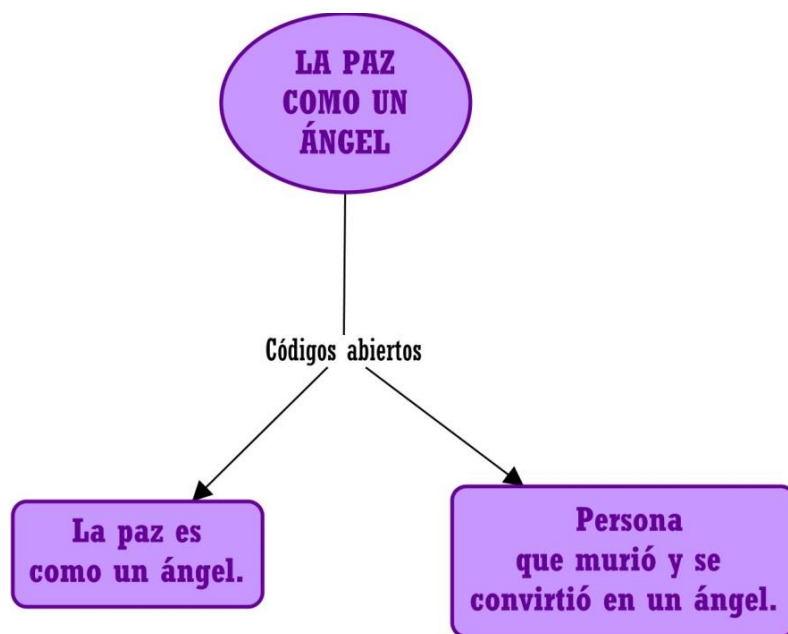 LA PAZ
COMO UN
ÁNGEL
Códigos abiertos
La paz es
como un ángel.
Persona
que murió y se
convirtió en un ángel.